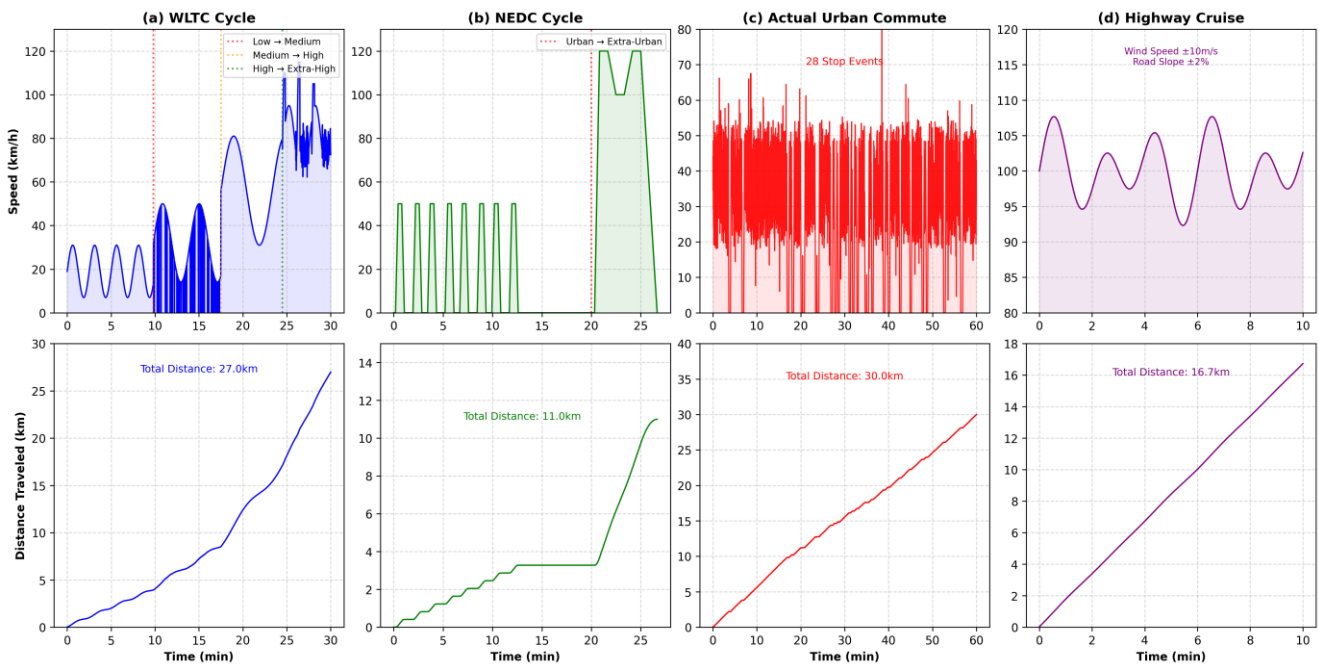 (a) WLTC Cycle
Low → Medium
Medium → High
High → Extra-High
Speed (km/h)
120
100
80
60
40
20
0
0 5 10 15 20 25 30
(b) NEDC Cycle
Urban → Extra-Urban
120
100
80
60
40
20
0
0 5 10 15 20 25
(c) Actual Urban Commute
28 Stop Events
80
70
60
50
40
30
20
10
0
0 10 20 30 40 50 60
(d) Highway Cruise
Wind Speed ±10m/s
Road Slope ±2%
120
115
110
105
100
95
90
85
80
0 2 4 6 8 10
Total Distance: 27.0km
Distance Traveled (km)
30
25
20
15
10
5
0
0 5 10 15 20 25 30
Time (min)
Total Distance: 11.0km
14
12
10
8
6
4
2
0
0 5 10 15 20 25
Time (min)
Total Distance: 30.0km
40
35
30
25
20
15
10
5
0
0 10 20 30 40 50 60
Time (min)
Total Distance: 16.7km
18
16
14
12
10
8
6
4
2
0
0 2 4 6 8 10
Time (min)